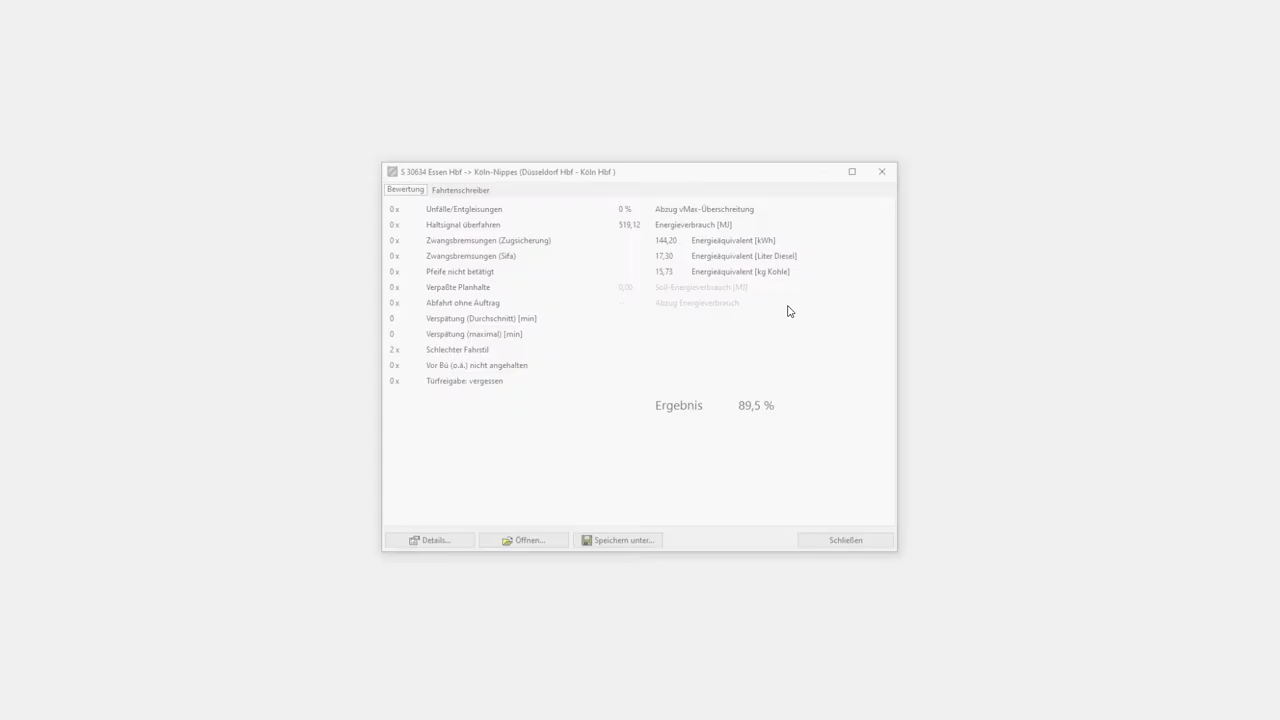 S 30634 Essen Hbf -> Köln-Nippes (Düsseldorf Hbf - Köln Hbf )
Bewertung Fahrtenschreiber
0 x Unfälle/Entgleisungen 0 % Abzug vMax-Überschreitung
0 x Haltsignal überfahren 519,12 Energieverbrauch [MJ]
0 x Zwangsbremsungen (Zugsicherung) 144,20 Energieäquivalent [kWh]
0 x Zwangsbremsungen (Sifa) 17,30 Energieäquivalent [Liter Diesel]
0 x Pfeife nicht betätigt 15,73 Energieäquivalent [kg Kohle]
0 x Verpaßte Planhalte 0,00 Soll-Energieverbrauch [MJ]
0 x Abfahrt ohne Auftrag -- Abzug Energieverbrauch
0 Verspätung (Durchschnitt) [min]
0 Verspätung (maximal) [min]
2 x Schlechter Fahrstil
0 x Vor Bü (o.ä.) nicht angehalten
0 x Türfreigabe: vergessen
Ergebnis 89,5 %
Details... Öffnen... Speichern unter... Schließen